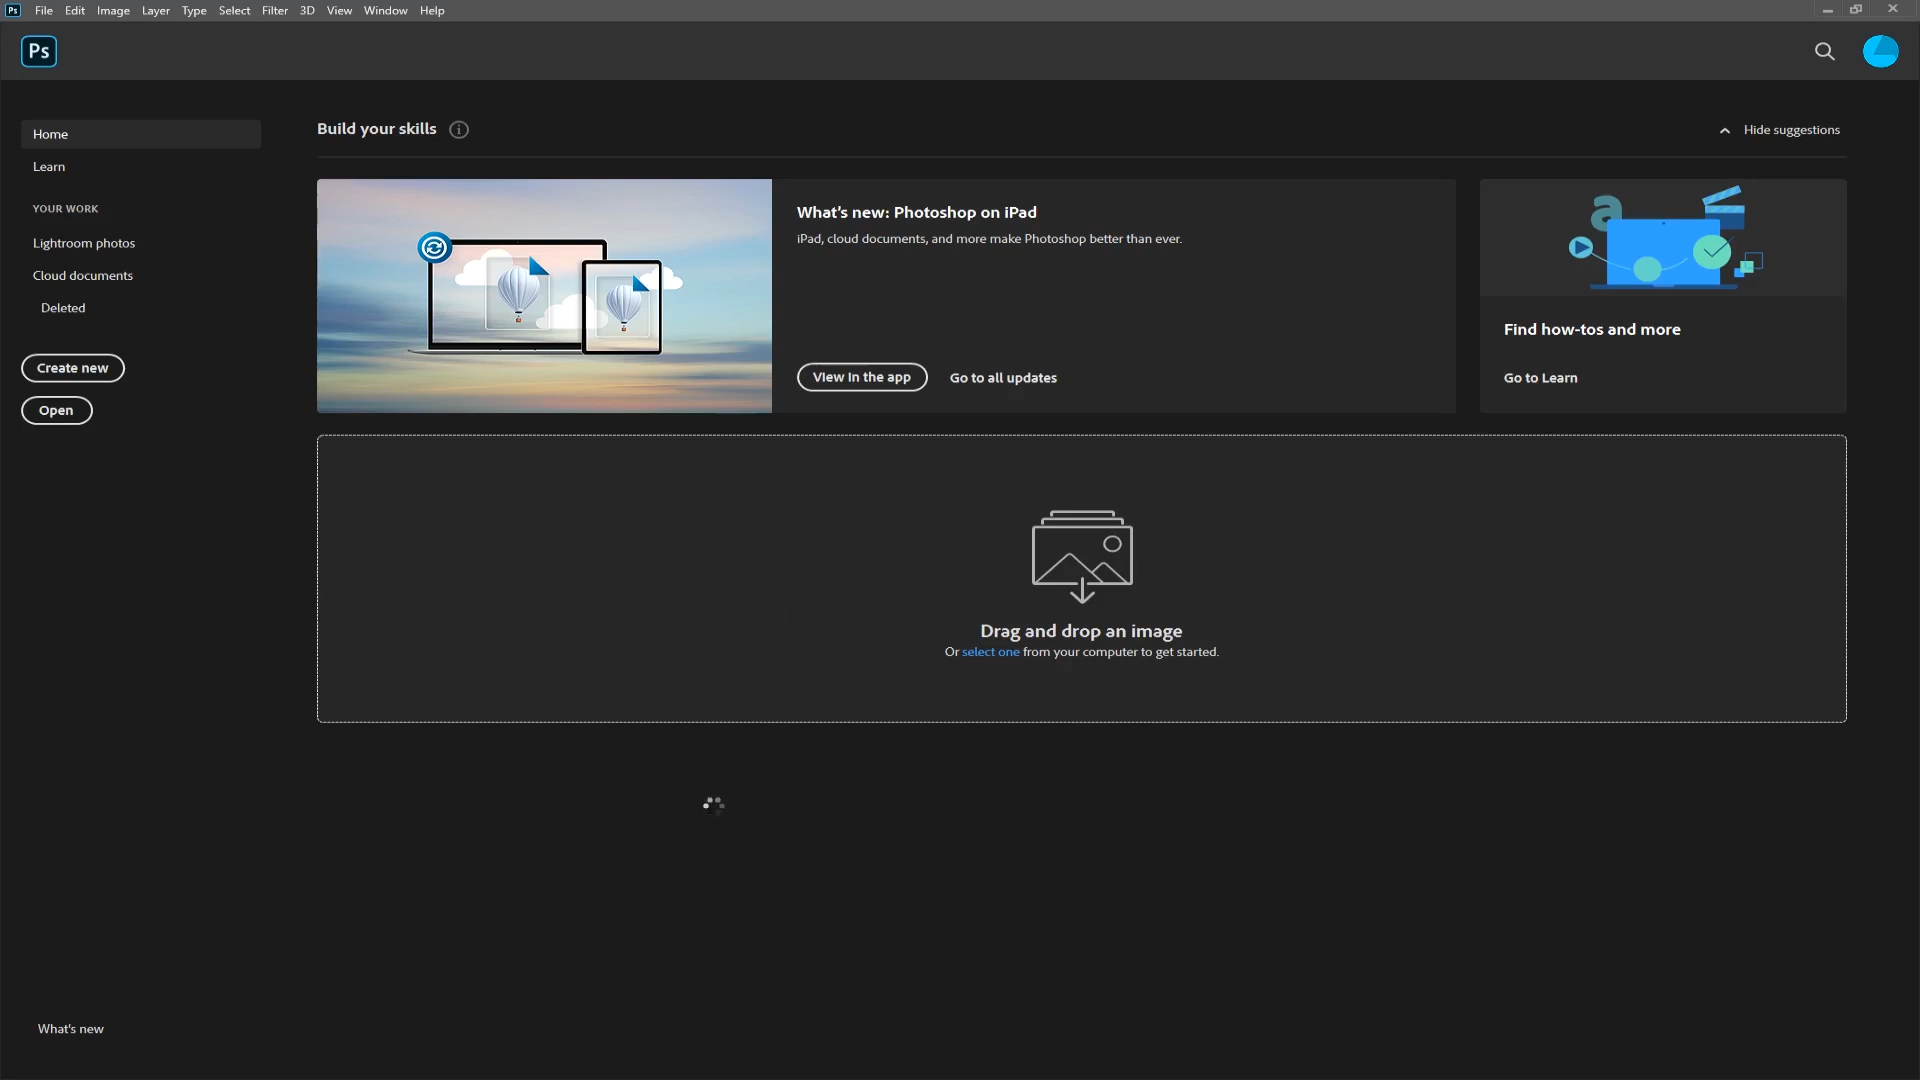 Ps File Edit Image Layer Type Select Filter 3D View Window Help
Ps
Home
Learn
YOUR WORK
Lightroom photos
Cloud documents
Deleted
Create new
Open
What's new
Build your skills
Hide suggestions
What's new: Photoshop on iPad
iPad, cloud documents, and more make Photoshop better than ever.
View in the app Go to all updates
a
Find how-tos and more
Go to Learn
Drag and drop an image
Or select one from your computer to get started.